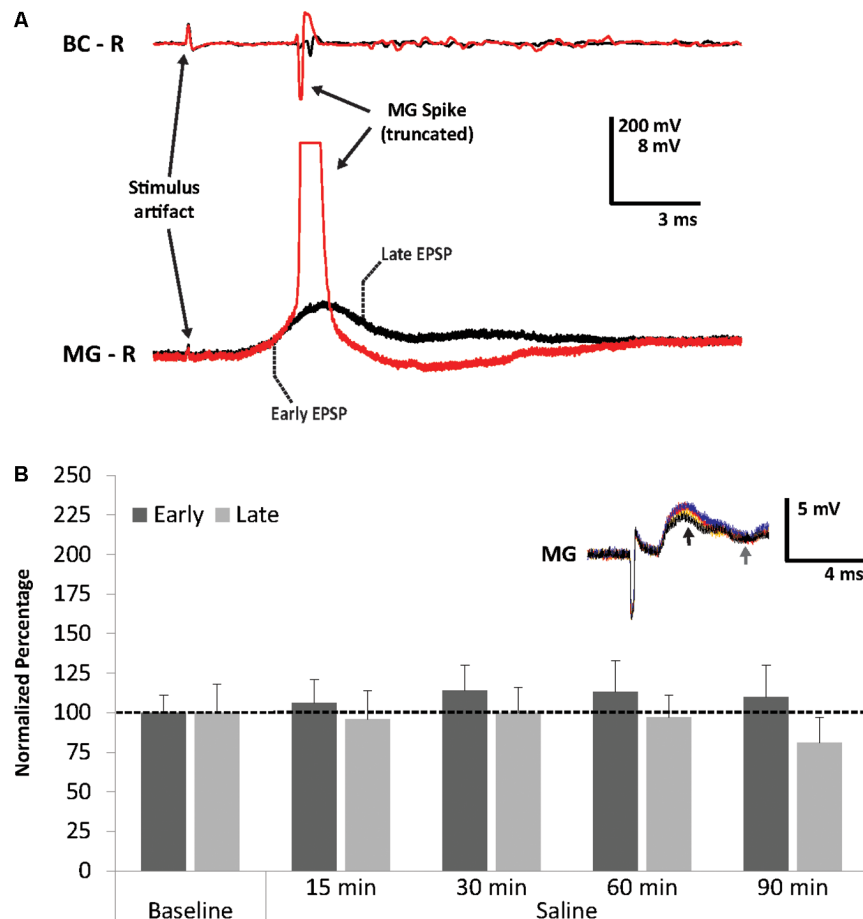 A
BC - R
MG Spike
(truncated)
200 mV
8 mV
3 ms
Stimulus
artifact
Late EPSP
MG - R
Early EPSP
B
250
225
200
175
150
125
100
75
50
25
0
Normalized Percentage
Early
Late
MG
5 mV
4 ms
15 min
30 min
60 min
90 min
Baseline
Saline